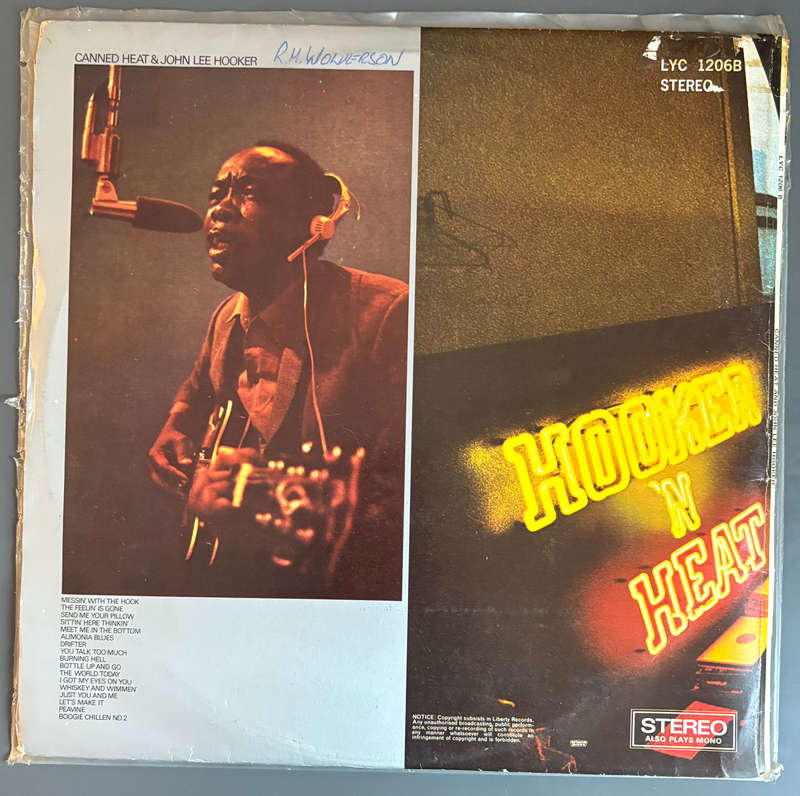 CANNED HEAT & JOHN LEE HOOKER
R.M. WOLVERSON
LYC 1206B
STEREO
LYC 1206 B
HOOKER
'N
HEAT
MESSIN' WITH THE HOOK
THE FEELIN' IS GONE
SEND ME YOUR PILLOW
SITTIN' HERE THINKIN'
MEET ME IN THE BOTTOM
ALIMONIA BLUES
DRIFTER
YOU TALK TOO MUCH
BURNING HELL
BOTTLE UP AND GO
THE WORLD TODAY
I GOT MY EYES ON YOU
WHISKEY AND WIMMEN'
JUST YOU AND ME
LET'S MAKE IT
PEAVINE
BOOGIE CHILLEN NO.2
NOTICE: Copyright subsists in Liberty Records.
Any unauthorised broadcasting, public perform-
ance, copying or re-recording of such records in
any manner whatsoever will constitute an
infringement of copyright and is forbidden.
STEREO
ALSO PLAYS MONO